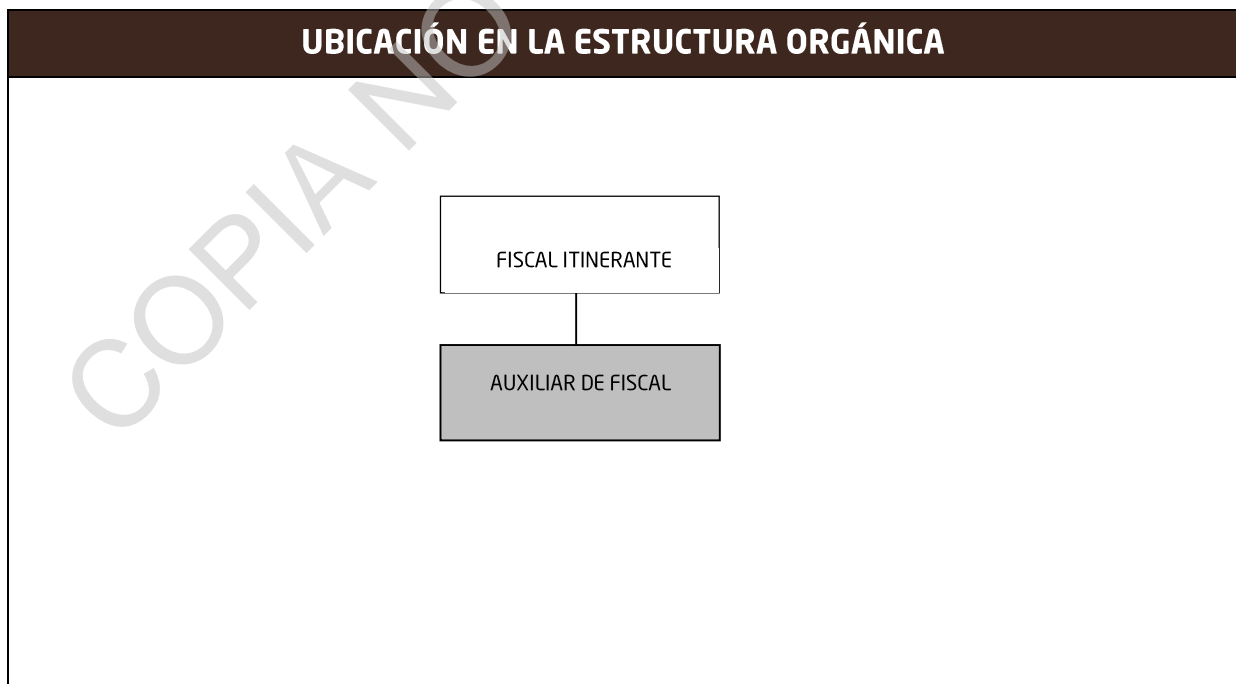 UBICACIÓN EN LA ESTRUCTURA ORGÁNICA
COPIA NO
FISCAL ITINERANTE
AUXILIAR DE FISCAL